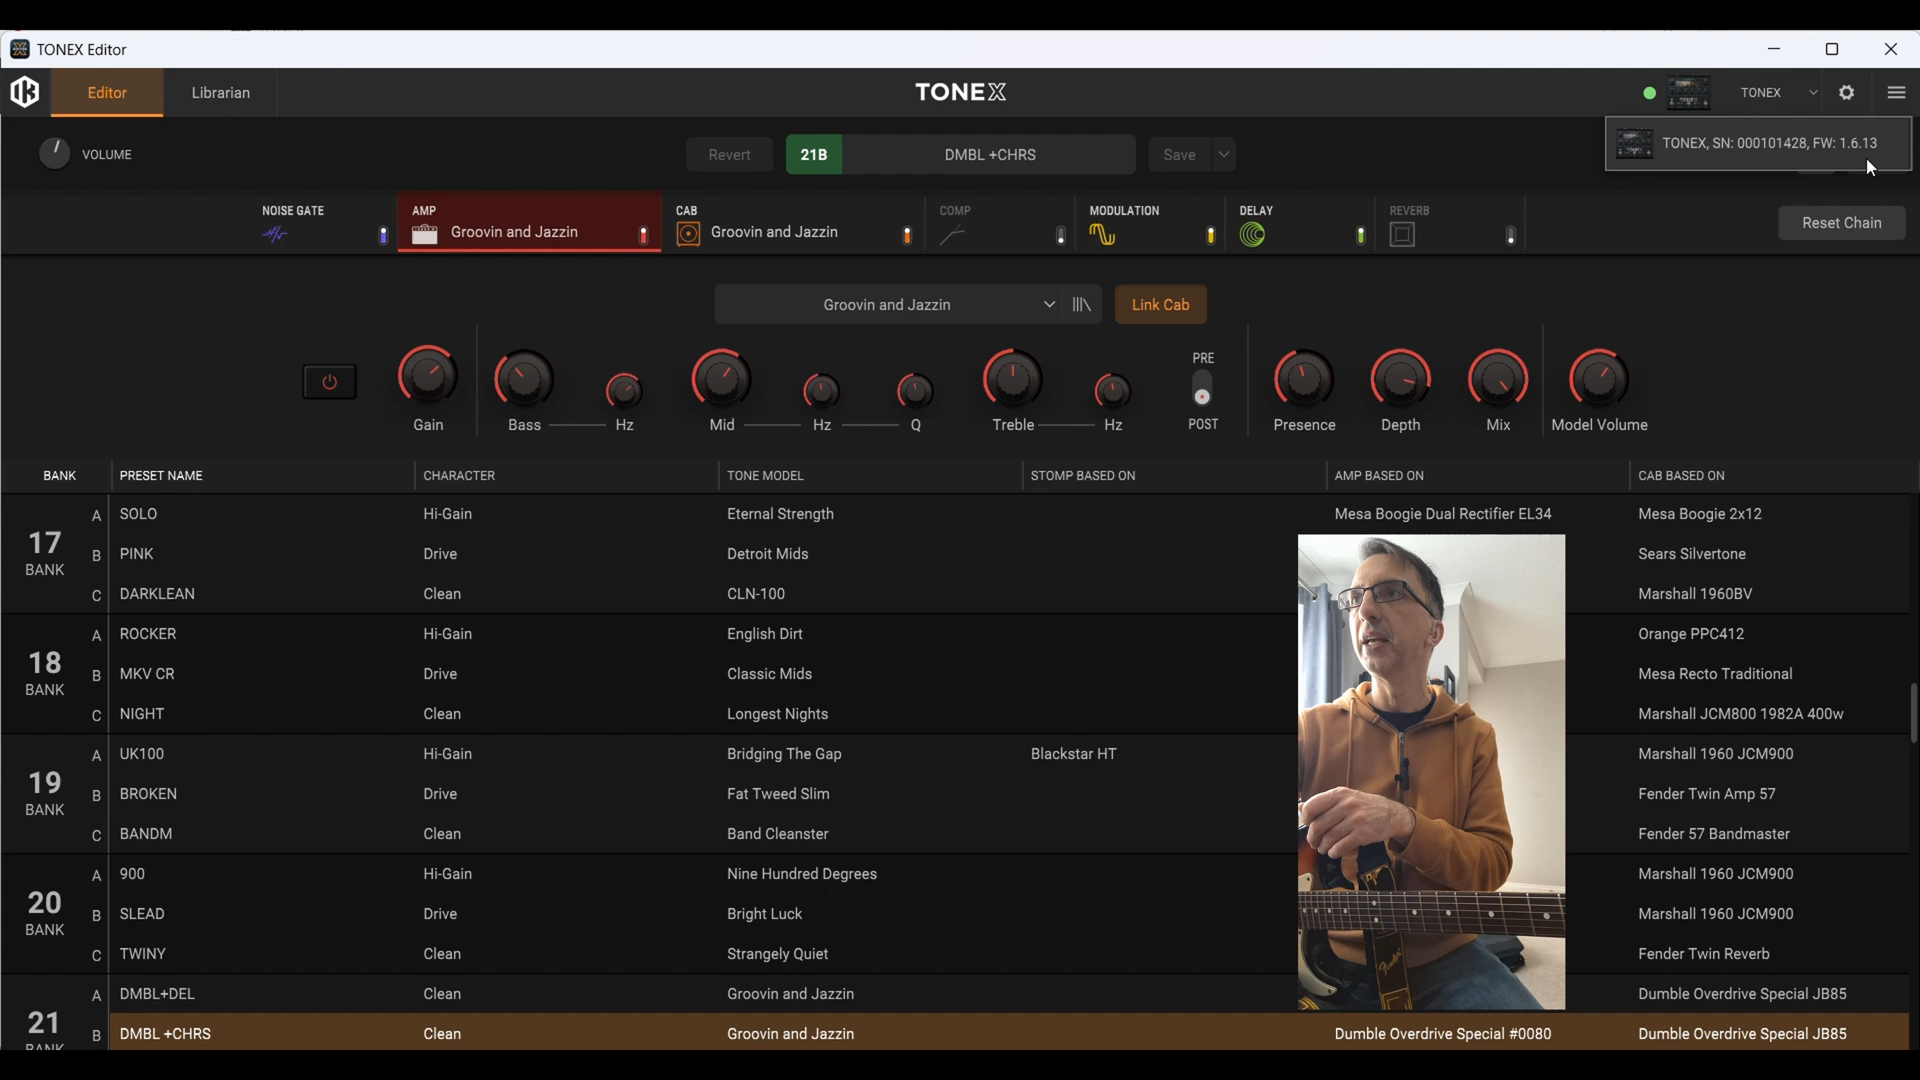 TONEX Editor
Editor Librarian TONEX TONEX
VOLUME Revert 21B DMBL +CHRS Save TONEX, SN: 000101428, FW: 1.6.13
NOISE GATE AMP CAB COMP MODULATION DELAY REVERB
Groovin and Jazzin Groovin and Jazzin Reset Chain
Groovin and Jazzin Link Cab
PRE
Gain Bass Hz Mid Hz Q Treble Hz POST Presence Depth Mix Model Volume
BANK PRESET NAME CHARACTER TONE MODEL STOMP BASED ON AMP BASED ON CAB BASED ON
17 BANK
A SOLO Hi-Gain Eternal Strength Mesa Boogie Dual Rectifier EL34 Mesa Boogie 2x12
B PINK Drive Detroit Mids Sears Silvertone
C DARKLEAN Clean CLN-100 Marshall 1960BV
18 BANK
A ROCKER Hi-Gain English Dirt Orange PPC412
B MKV CR Drive Classic Mids Mesa Recto Traditional
C NIGHT Clean Longest Nights Marshall JCM800 1982A 400w
19 BANK
A UK100 Hi-Gain Bridging The Gap Blackstar HT Marshall 1960 JCM900
B BROKEN Drive Fat Tweed Slim Fender Twin Amp 57
C BANDM Clean Band Cleanster Fender 57 Bandmaster
20 BANK
A 900 Hi-Gain Nine Hundred Degrees Marshall 1960 JCM900
B SLEAD Drive Bright Luck Marshall 1960 JCM900
C TWINY Clean Strangely Quiet Fender Twin Reverb
21 BANK
A DMBL+DEL Clean Groovin and Jazzin Dumble Overdrive Special JB85
B DMBL +CHRS Clean Groovin and Jazzin Dumble Overdrive Special #0080 Dumble Overdrive Special JB85
Fender